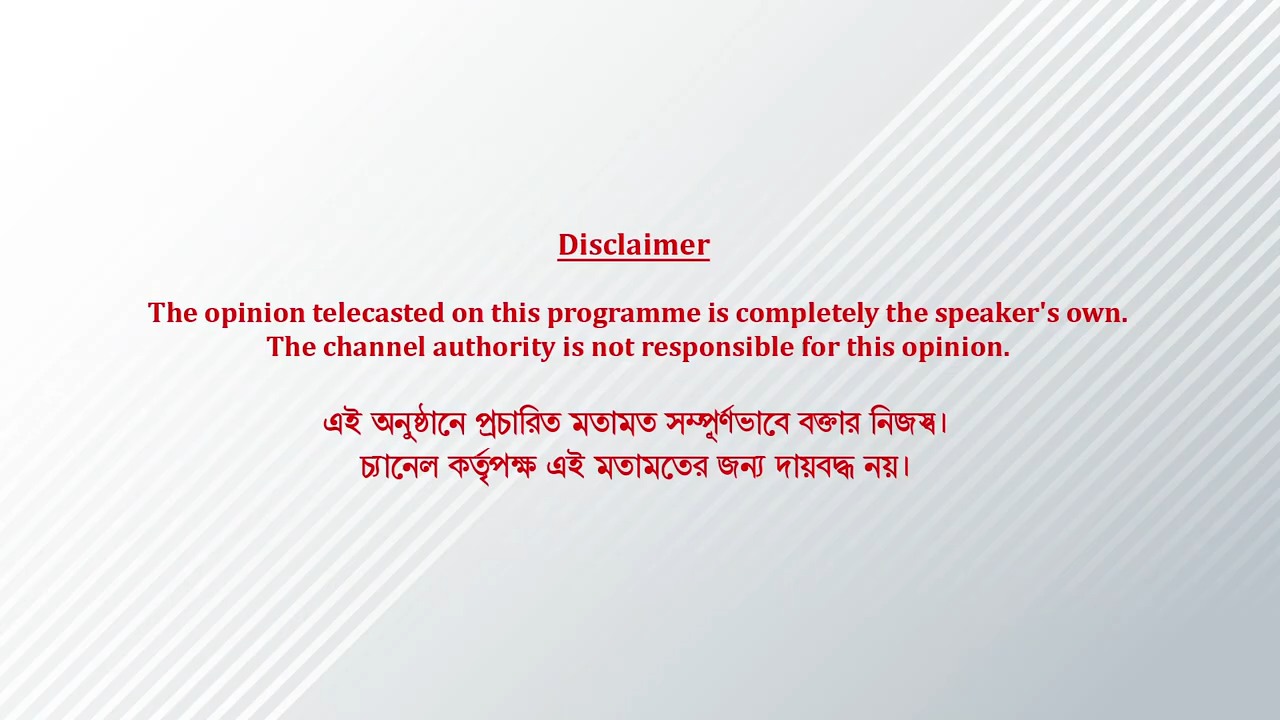 Disclaimer
The opinion telecasted on this programme is completely the speaker's own.
The channel authority is not responsible for this opinion.
এই অনুষ্ঠানে প্রচারিত মতামত সম্পূর্ণভাবে বক্তার নিজস্ব।
চ্যানেল কর্তৃপক্ষ এই মতামতের জন্য দায়বদ্ধ নয়।